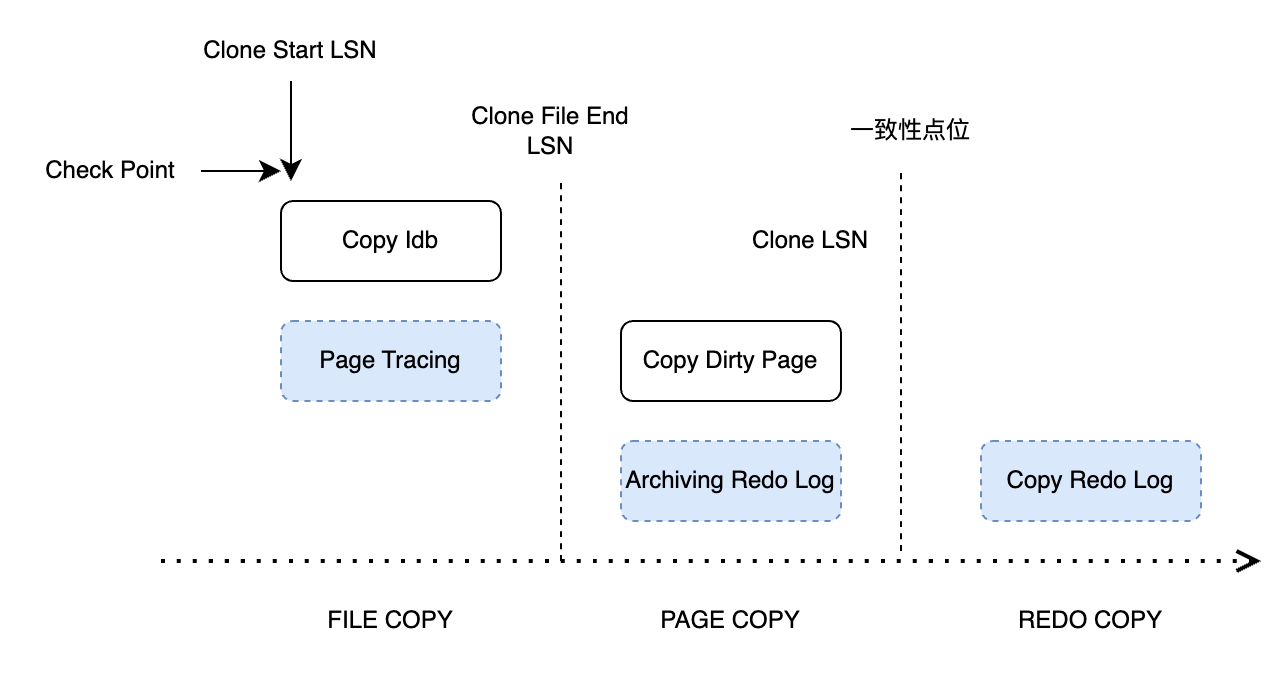 Clone Start LSN
Clone File End
LSN
一致性点位
Check Point
Copy Idb
Clone LSN
Page Tracing
Copy Dirty Page
Archiving Redo Log
Copy Redo Log
FILE COPY
PAGE COPY
REDO COPY